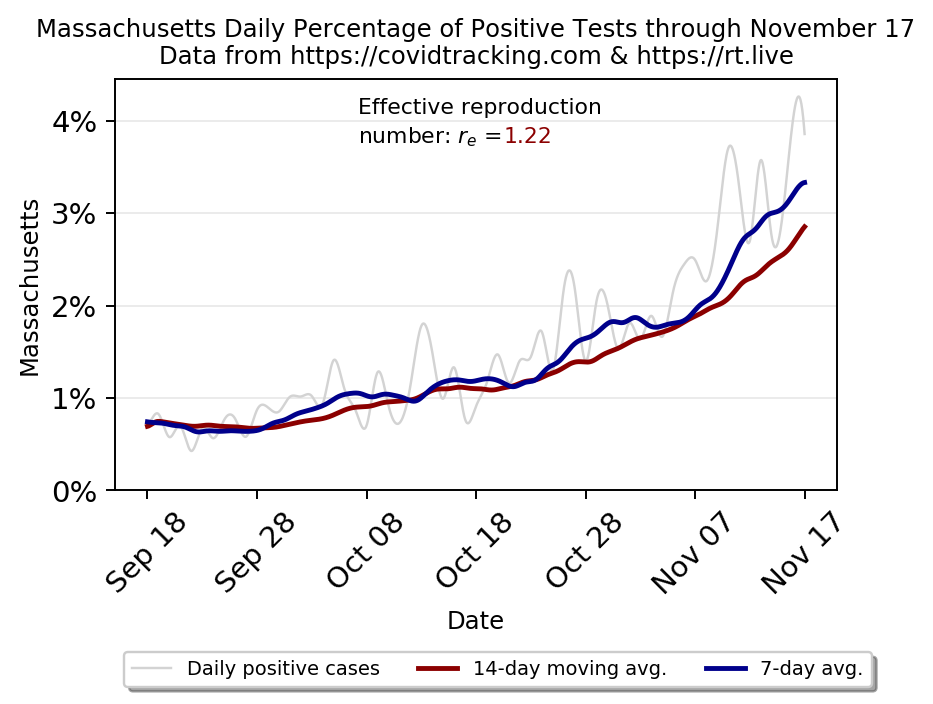 Massachusetts Daily Percentage of Positive Tests through November 17
Data from https://covidtracking.com & https://rt.live
Effective reproduction
number: rₑ =1.22
Massachusetts
4%
3%
2%
1%
0%
Sep 18
Sep 28
Oct 08
Oct 18
Oct 28
Nov 07
Nov 17
Date
Daily positive cases
14-day moving avg.
7-day avg.